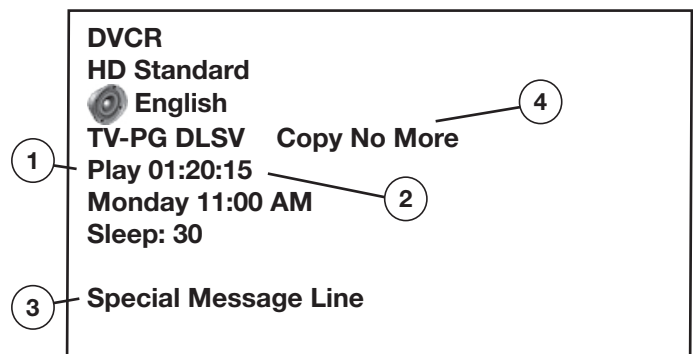 DVCR
HD Standard
English
4
TV-PG DLSV Copy No More
1
Play 01:20:15
2
Monday 11:00 AM
Sleep: 30
3
Special Message Line